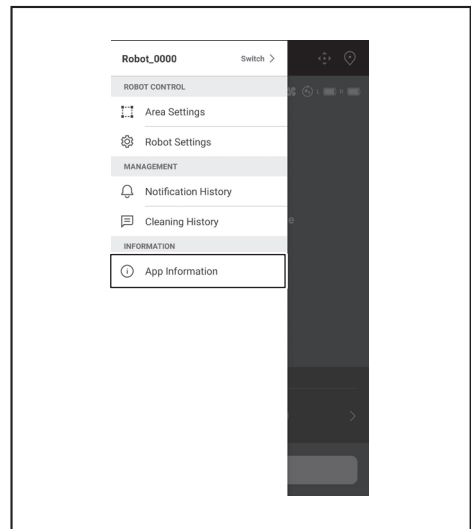 Robot_0000 Switch
ROBOT CONTROL
Area Settings
Robot Settings
MANAGEMENT
Notification History
Cleaning History
INFORMATION
App Information